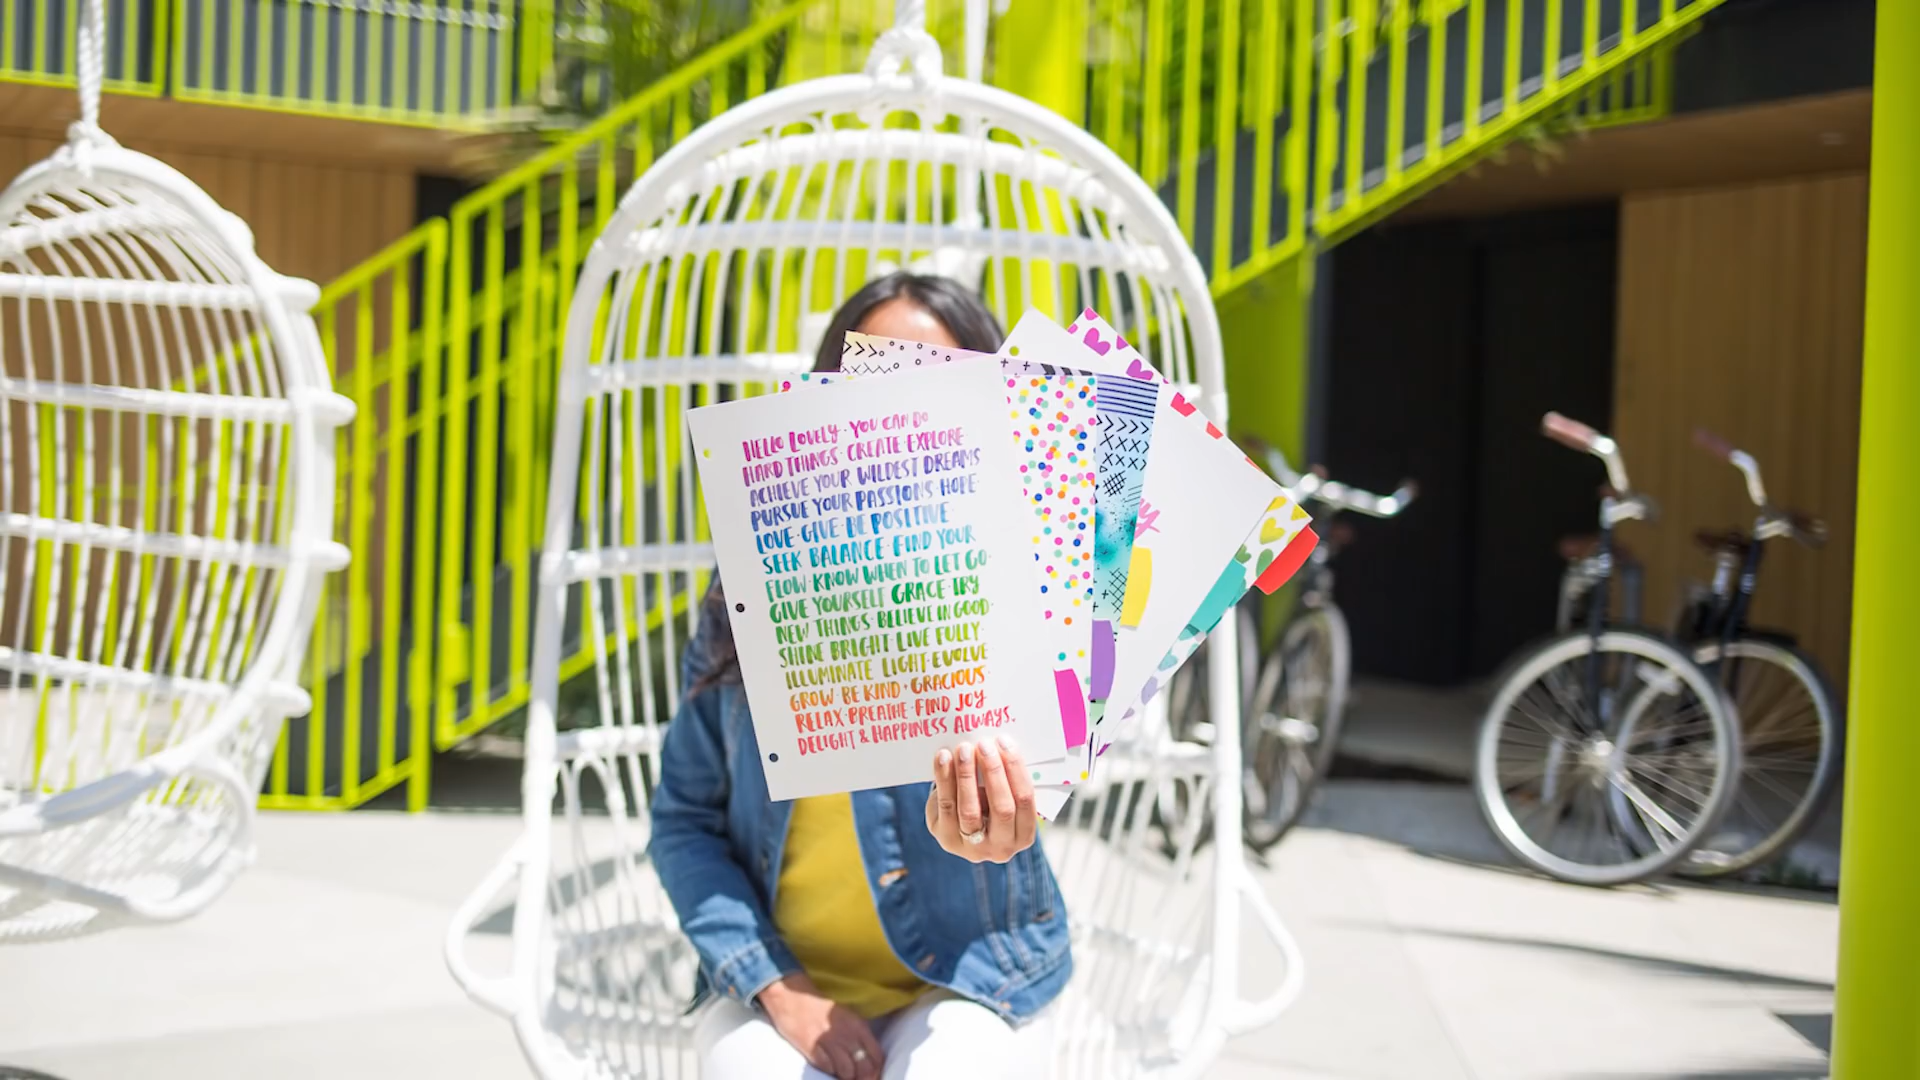 HELLO LOVELY · YOU CAN DO
HARD THINGS · CREATE · EXPLORE
ACHIEVE YOUR WILDEST DREAMS
PURSUE YOUR PASSIONS · HOPE ·
LOVE · GIVE · BE POSITIVE ·
SEEK BALANCE · FIND YOUR
FLOW · KNOW WHEN TO LET GO ·
GIVE YOURSELF GRACE · TRY
NEW THINGS · BELIEVE IN GOOD ·
SHINE BRIGHT · LIVE FULLY ·
ILLUMINATE LIGHT · EVOLVE ·
GROW · BE KIND · GRACIOUS ·
RELAX · BREATHE · FIND JOY
DELIGHT & HAPPINESS ALWAYS.